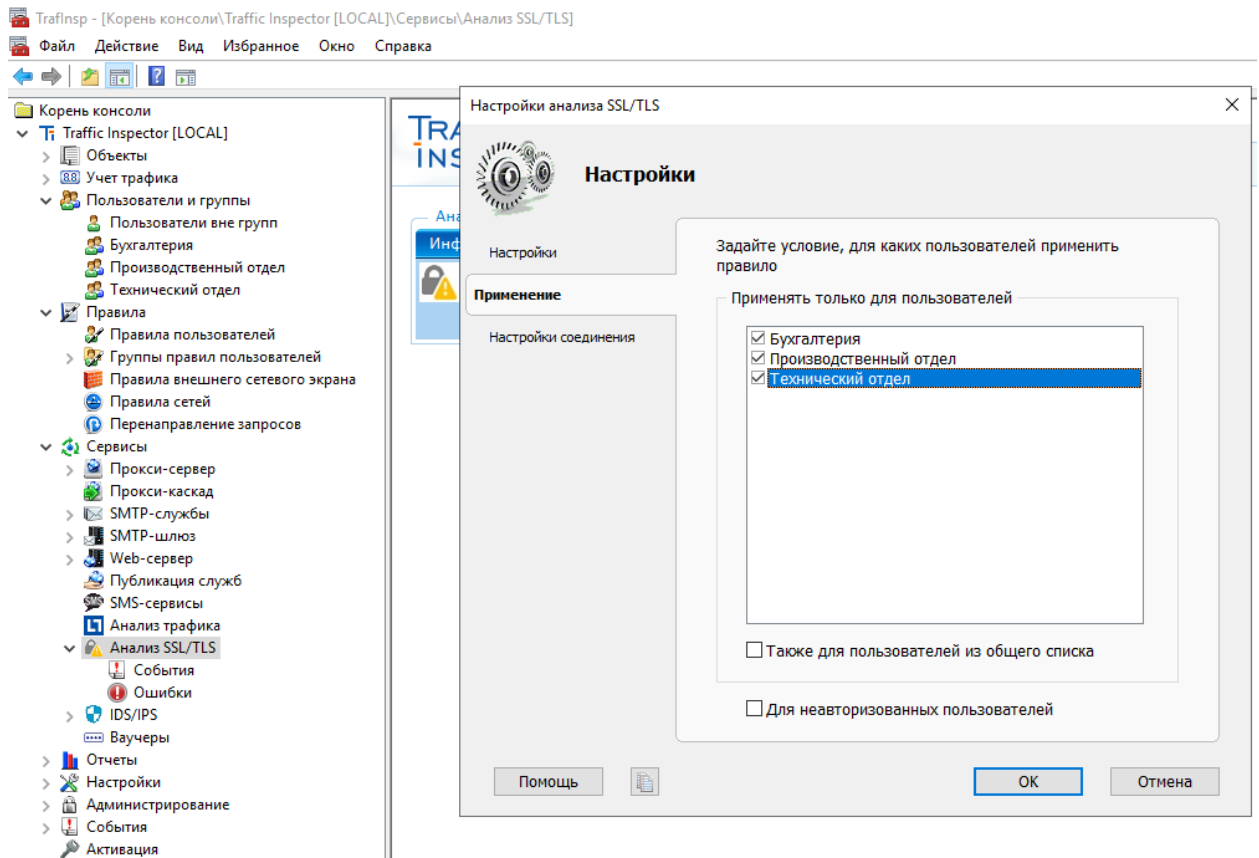 TrafInsp - [Корень консоли\Traffic Inspector [LOCAL]\Сервисы\Анализ SSL/TLS]
Файл Действие Вид Избранное Окно Справка
Корень консоли
Traffic Inspector [LOCAL]
Объекты
Учет трафика
Пользователи и группы
Пользователи вне групп
Бухгалтерия
Производственный отдел
Технический отдел
Правила
Правила пользователей
Группы правил пользователей
Правила внешнего сетевого экрана
Правила сетей
Перенаправление запросов
Сервисы
Прокси-сервер
Прокси-каскад
SMTP-службы
SMTP-шлюз
Web-сервер
Публикация служб
SMS-сервисы
Анализ трафика
Анализ SSL/TLS
События
Ошибки
IDS/IPS
Ваучеры
Отчеты
Настройки
Администрирование
События
Активация
Настройки анализа SSL/TLS
Настройки
Настройки
Применение
Настройки соединения
Задайте условие, для каких пользователей применить
правило
Применять только для пользователей
Бухгалтерия
Производственный отдел
Технический отдел
Также для пользователей из общего списка
Для неавторизованных пользователей
Помощь
ОК
Отмена